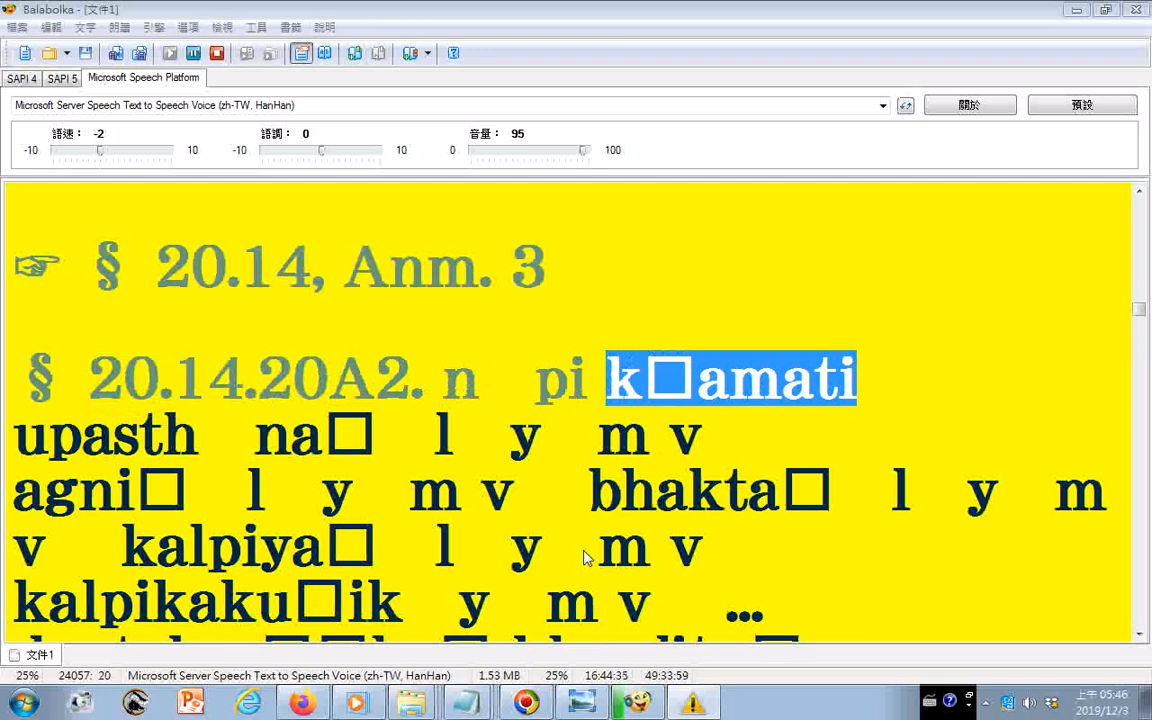 Balabolka - [文件1]
檔案 編輯 文字 朗讀 引擎 選項 檢視 工具 書籤 說明
SAPI 4 SAPI 5 Microsoft Speech Platform
Microsoft Server Speech Text to Speech Voice (zh-TW, HanHan) 關於 預設
語速： -2 語調： 0 音量： 95
-10 10 -10 10 0 100
☞ § 20.14, Anm. 3
§ 20.14.20A2. n pi k□amati
upasth na□ l y m v
agni□ l y m v bhakta□ l y m
v kalpiya□ l y m v
kalpikaku□ik y m v ...
文件1
25% 24057: 20 Microsoft Server Speech Text to Speech Voice (zh-TW, HanHan) 1.53 MB 25% 16:44:35 49:33:59
上午 05:46
2019/12/3